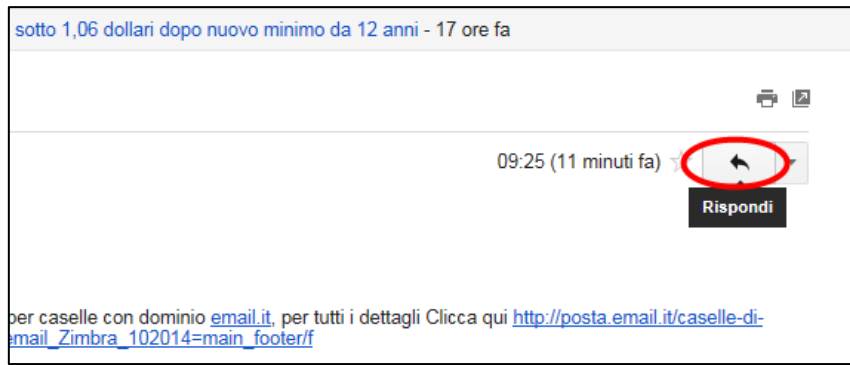 sotto 1,06 dollari dopo nuovo minimo da 12 anni - 17 ore fa
09:25 (11 minuti fa)
Rispondi
per caselle con dominio email.it, per tutti i dettagli Clicca qui http://posta.email.it/caselle-di-
email_Zimbra_102014=main_footer/f